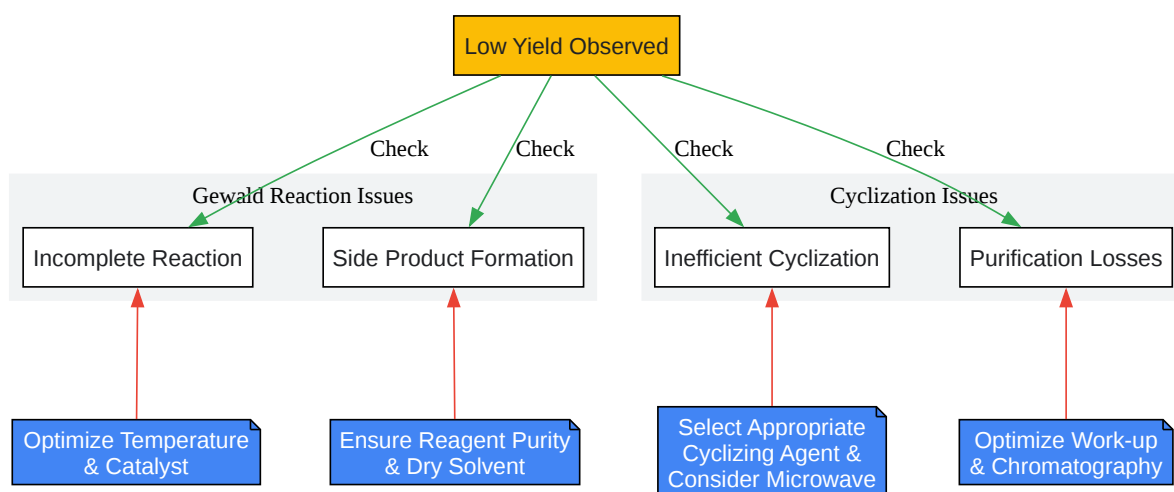 Low Yield Observed
Check
Check
Check
Check
Gewald Reaction Issues
Cyclization Issues
Incomplete Reaction
Side Product Formation
Inefficient Cyclization
Purification Losses
Optimize Temperature
& Catalyst
Ensure Reagent Purity
& Dry Solvent
Select Appropriate
Cyclizing Agent &
Consider Microwave
Optimize Work-up
& Chromatography